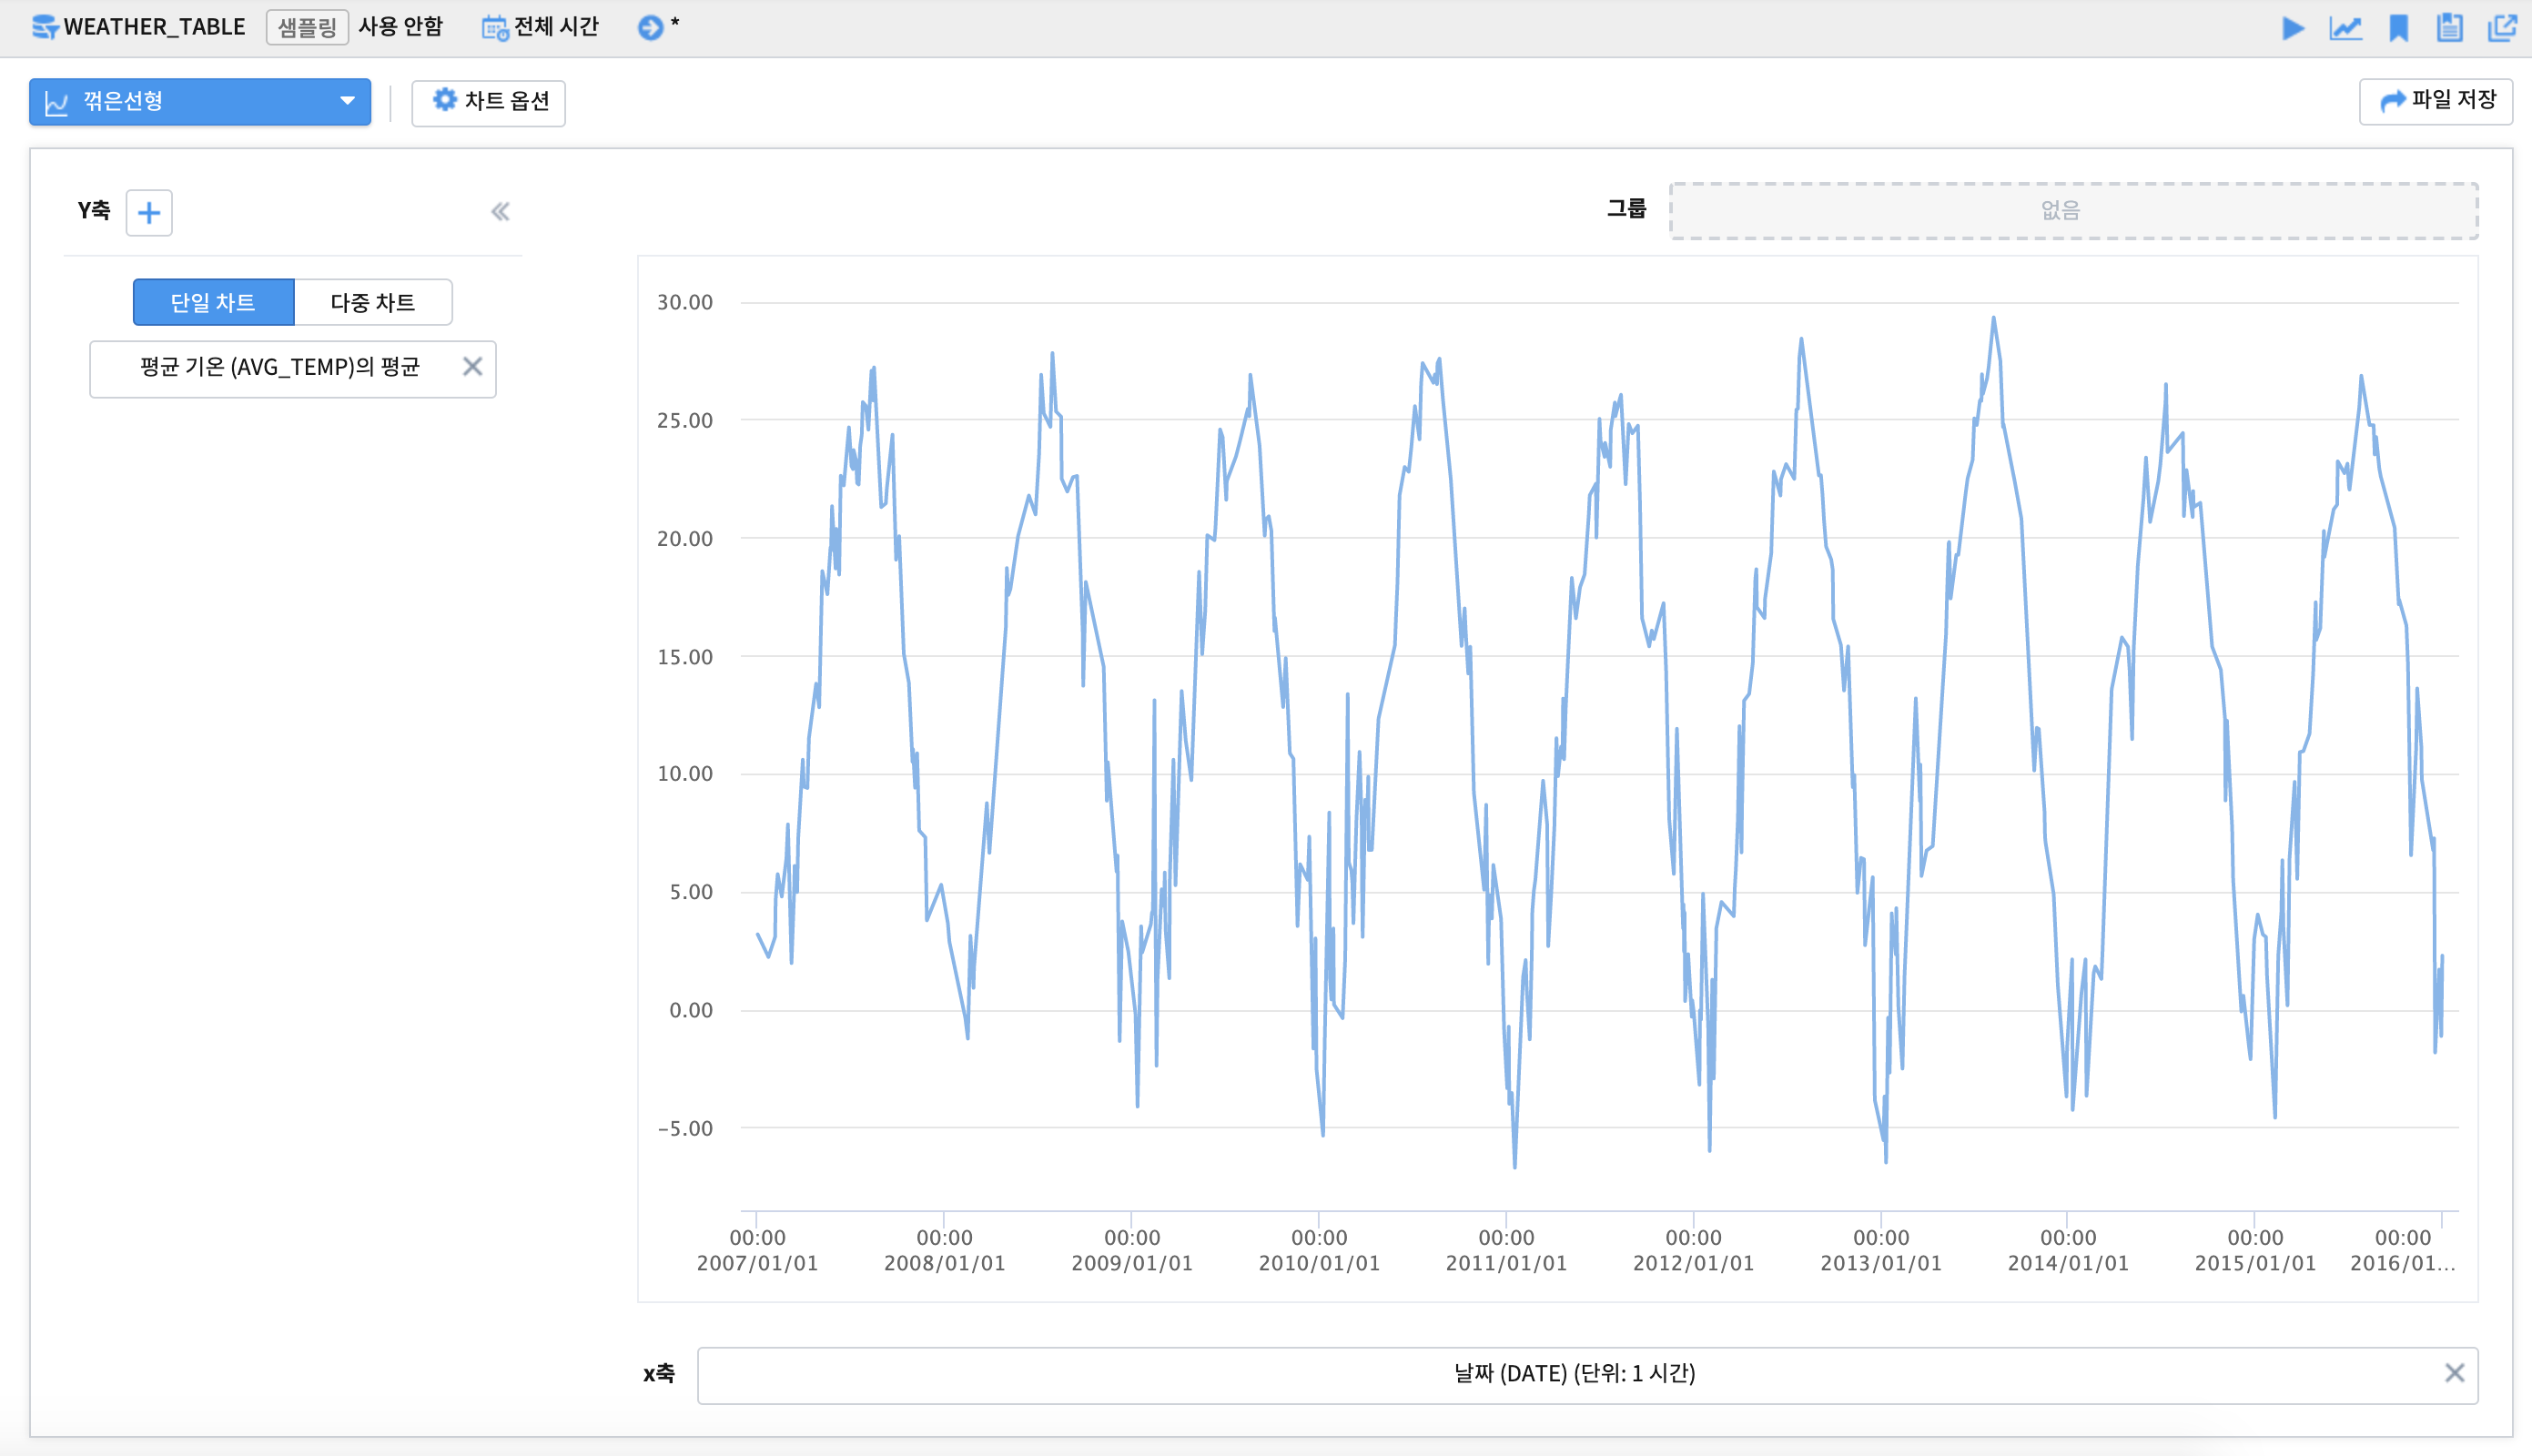 WEATHER_TABLE 샘플링 사용 안함 전체 시간 *
꺾은선형 차트 옵션 파일 저장
Y축 그룹 없음
단일 차트 다중 차트
평균 기온 (AVG_TEMP)의 평균
30.00
25.00
20.00
15.00
10.00
5.00
0.00
−5.00
00:00 00:00 00:00 00:00 00:00 00:00 00:00 00:00 00:00 00:00
2007/01/01 2008/01/01 2009/01/01 2010/01/01 2011/01/01 2012/01/01 2013/01/01 2014/01/01 2015/01/01 2016/01...
x축 날짜 (DATE) (단위: 1 시간)